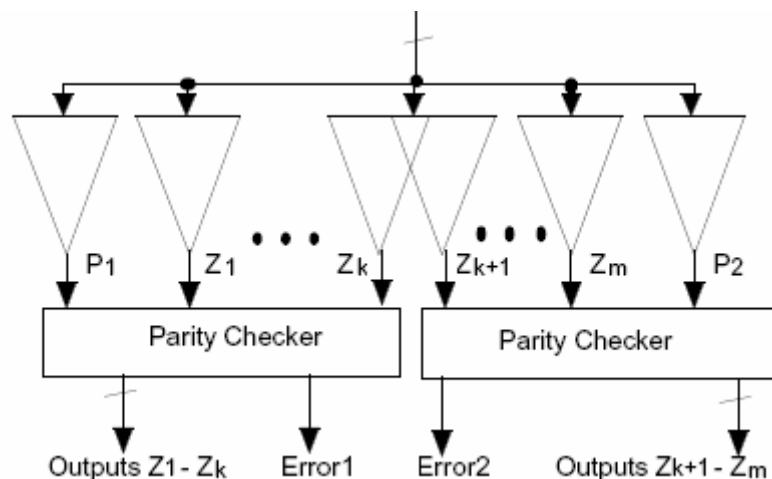 P1 Z1 Zk Zk+1 Zm P2
Parity Checker Parity Checker
Outputs Z1 - Zk Error1 Error2 Outputs Zk+1 - Zm